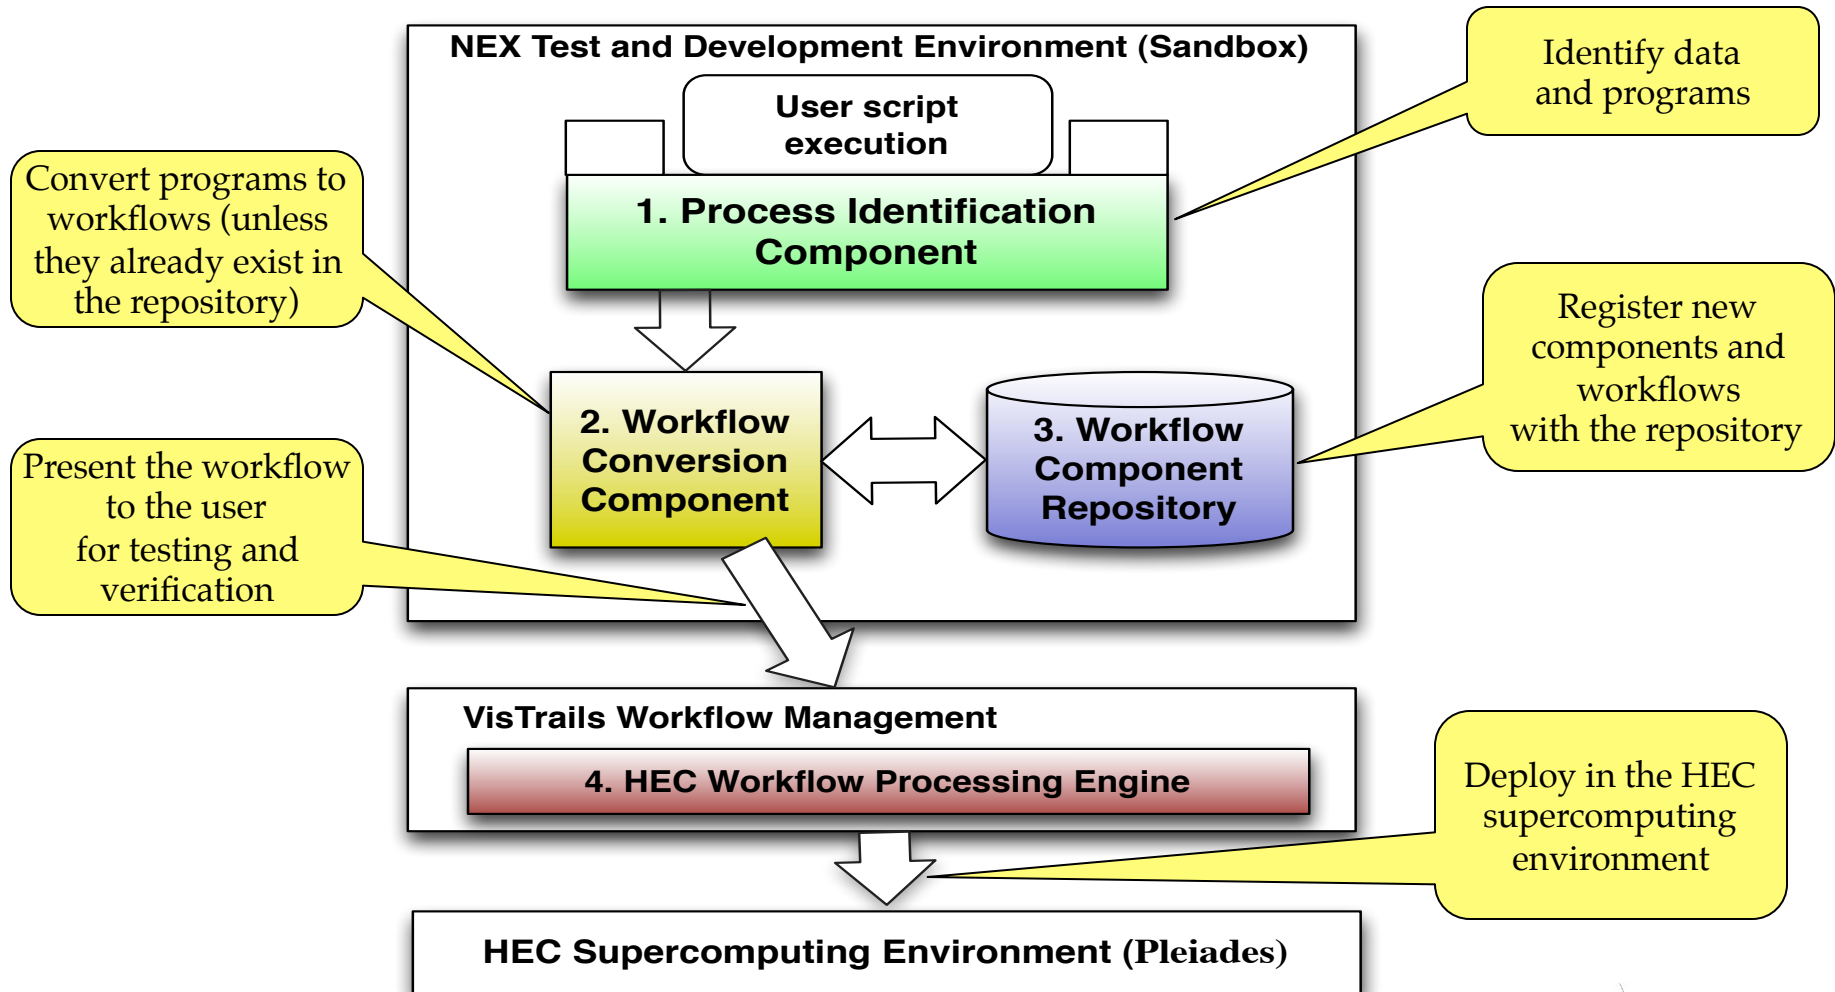 NEX Test and Development Environment (Sandbox)
User script
execution
1. Process Identification
Component
Identify data
and programs
Convert programs to
workflows (unless
they already exist in
the repository)
2. Workflow
Conversion
Component
3. Workflow
Component
Repository
Register new
components and
workflows
with the repository
Present the workflow
to the user
for testing and
verification
VisTrails Workflow Management
4. HEC Workflow Processing Engine
Deploy in the HEC
supercomputing
environment
HEC Supercomputing Environment (Pleiades)